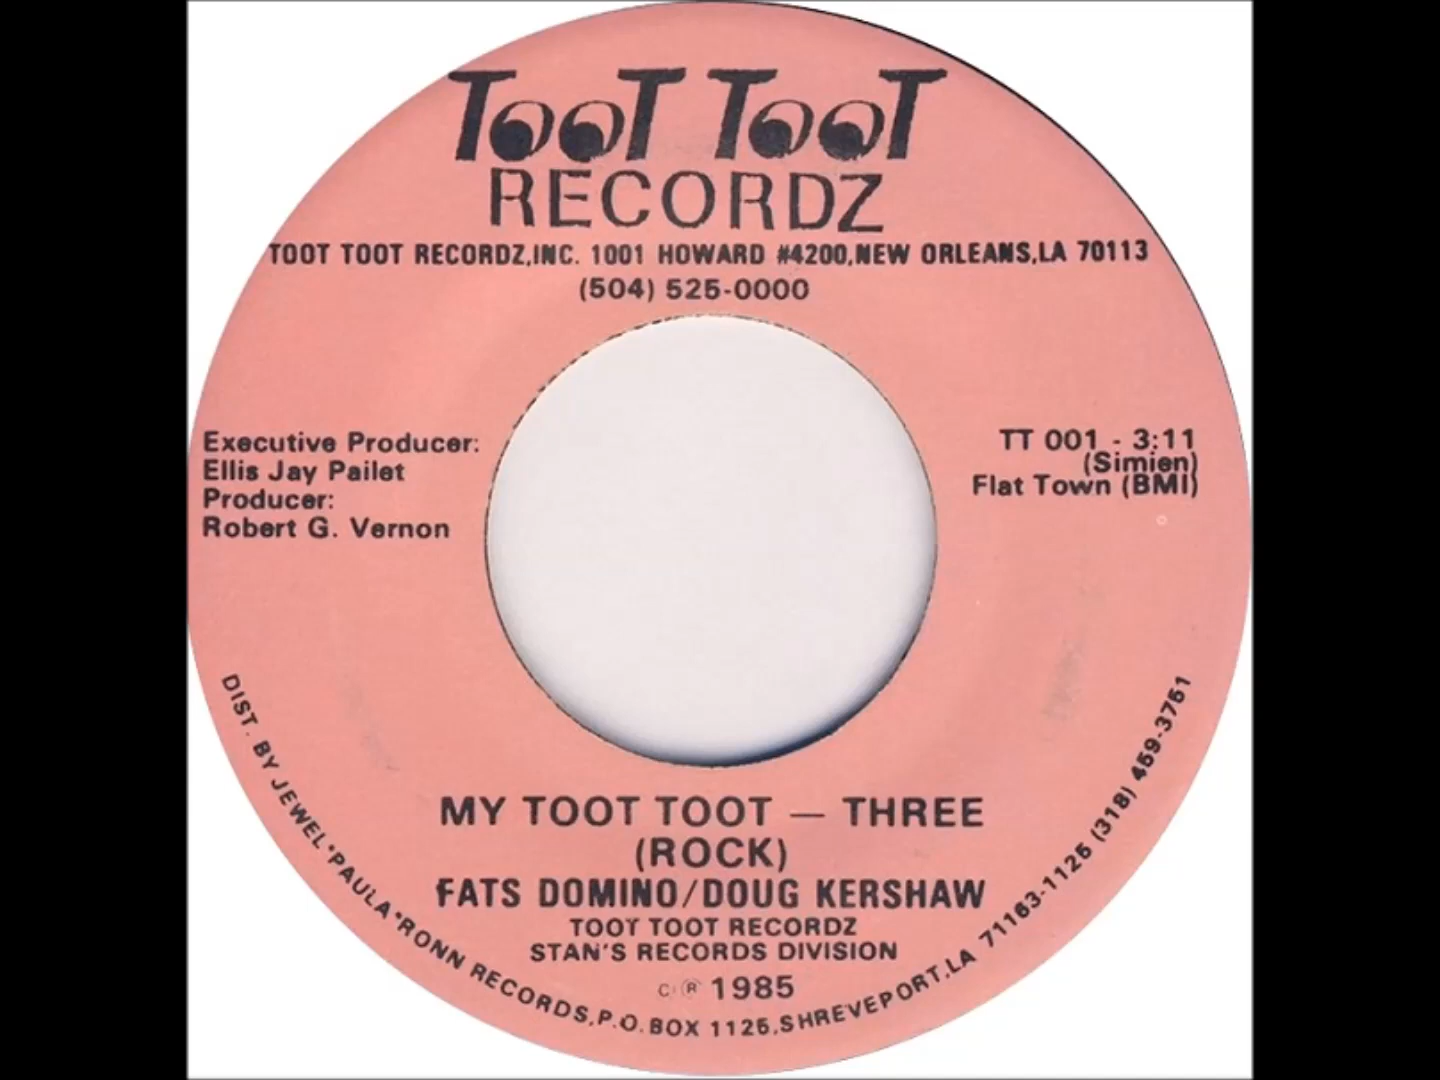 TOOT TOOT
RECORDZ
TOOT TOOT RECORDZ,INC. 1001 HOWARD #4200,NEW ORLEANS,LA 70113
(504) 525-0000
Executive Producer:
Ellis Jay Pailet
Producer:
Robert G. Vernon
TT 001 - 3:11
(Simien)
Flat Town (BMI)
MY TOOT TOOT — THREE
(ROCK)
FATS DOMINO/DOUG KERSHAW
TOOT TOOT RECORDZ
STAN'S RECORDS DIVISION
C ℗ 1985
DIST. BY JEWEL*PAULA*RONN RECORDS,P.O.BOX 1126,SHREVEPORT,LA 71163-1126 (318) 459-3751